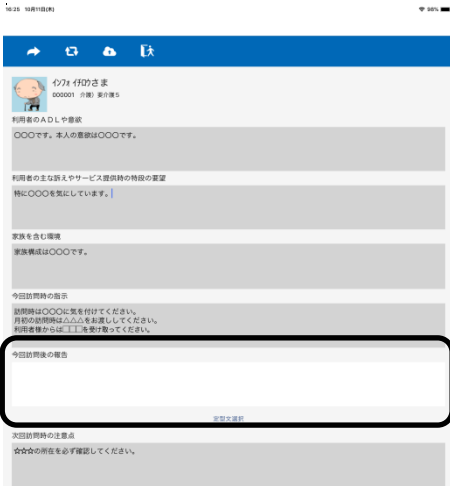 16:25 10月11日(木)
98%
インフォ イチロウさま
000001 介護) 要介護5
利用者のADLや意欲
〇〇〇です。本人の意欲は〇〇〇です。
利用者の主な訴えやサービス提供時の特段の要望
特に〇〇〇を気にしています。
家族を含む環境
家族構成は〇〇〇です。
今回訪問時の指示
訪問時は〇〇〇に気を付けてください。
月初の訪問時は△△△をお渡ししてください。
利用者様からは□□□を受け取ってください。
今回訪問後の報告
定型文選択
次回訪問時の注意点
☆☆☆の所在を必ず確認してください。